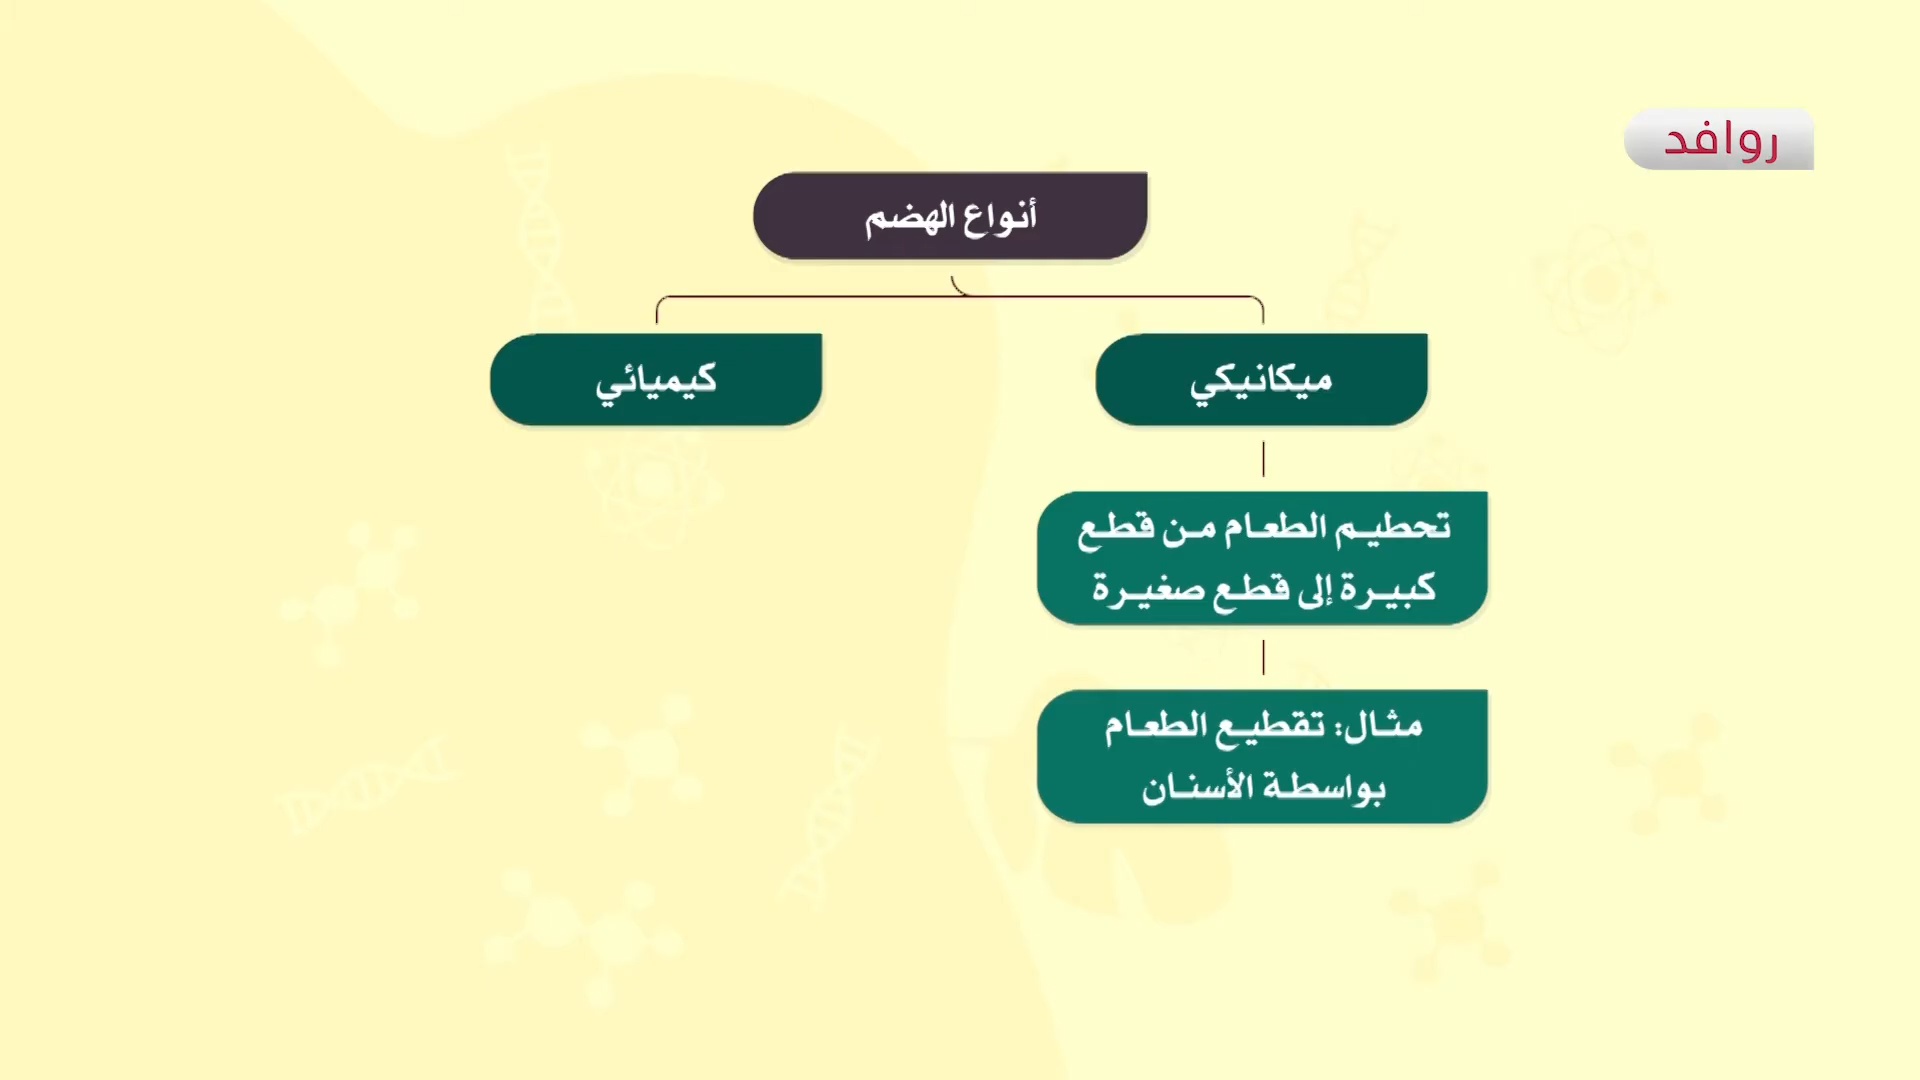 روافد
أنواع الهضم
ميكانيكي
كيميائي
تحطيم الطعام من قطع
كبيرة إلى قطع صغيرة
مثال: تقطيع الطعام
بواسطة الأسنان